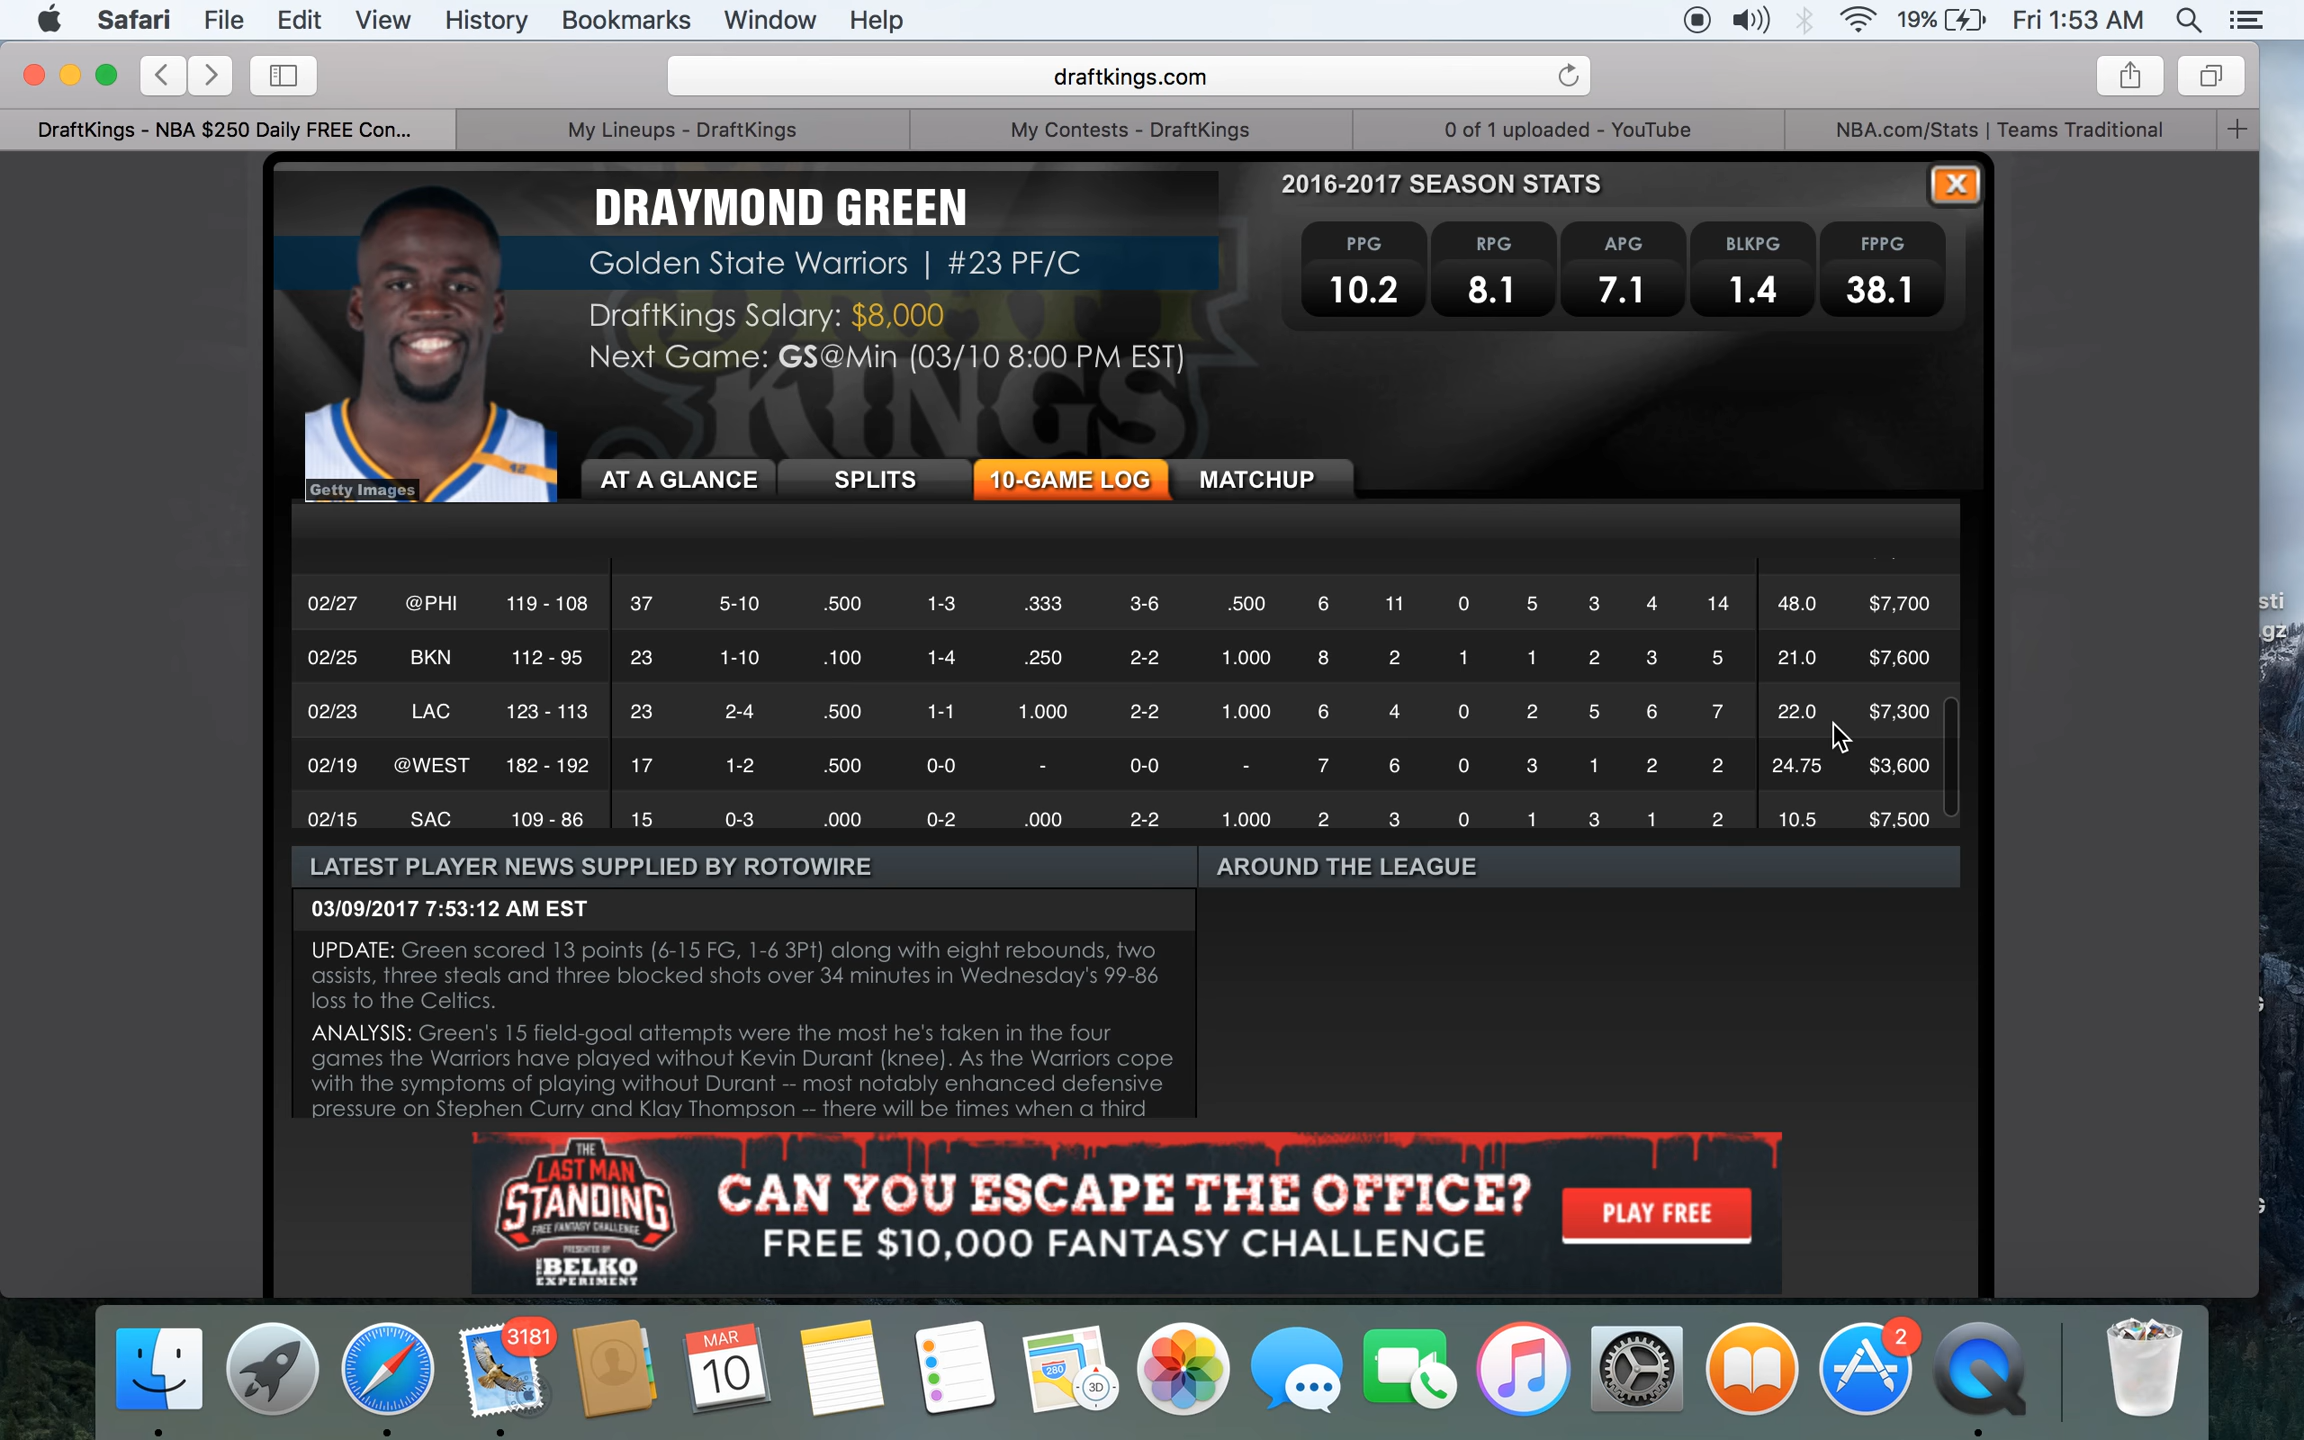 Safari File Edit View History Bookmarks Window Help 19% Fri 1:53 AM
draftkings.com
DraftKings - NBA $250 Daily FREE Con... My Lineups - DraftKings My Contests - DraftKings 0 of 1 uploaded - YouTube NBA.com/Stats | Teams Traditional
DRAYMOND GREEN
Golden State Warriors | #23 PF/C
DraftKings Salary: $8,000
Next Game: GS@Min (03/10 8:00 PM EST)
KINGS
Getty Images
2016-2017 SEASON STATS
X
PPG RPG APG BLKPG FPPG
10.2 8.1 7.1 1.4 38.1
AT A GLANCE SPLITS 10-GAME LOG MATCHUP
02/27 @PHI 119 - 108 37 5-10 .500 1-3 .333 3-6 .500 6 11 0 5 3 4 14 48.0 $7,700
02/25 BKN 112 - 95 23 1-10 .100 1-4 .250 2-2 1.000 8 2 1 1 2 3 5 21.0 $7,600
02/23 LAC 123 - 113 23 2-4 .500 1-1 1.000 2-2 1.000 6 4 0 2 5 6 7 22.0 $7,300
02/19 @WEST 182 - 192 17 1-2 .500 0-0 - 0-0 - 7 6 0 3 1 2 2 24.75 $3,600
02/15 SAC 109 - 86 15 0-3 .000 0-2 .000 2-2 1.000 2 3 0 1 3 1 2 10.5 $7,500
LATEST PLAYER NEWS SUPPLIED BY ROTOWIRE
03/09/2017 7:53:12 AM EST
UPDATE: Green scored 13 points (6-15 FG, 1-6 3Pt) along with eight rebounds, two
assists, three steals and three blocked shots over 34 minutes in Wednesday's 99-86
loss to the Celtics.
ANALYSIS: Green's 15 field-goal attempts were the most he's taken in the four
games the Warriors have played without Kevin Durant (knee). As the Warriors cope
with the symptoms of playing without Durant -- most notably enhanced defensive
pressure on Stephen Curry and Klay Thompson -- there will be times when a third
AROUND THE LEAGUE
THE
LAST MAN
STANDING
FREE FANTASY CHALLENGE
PRESENTED BY
THE BELKO
EXPERIMENT
CAN YOU ESCAPE THE OFFICE?
FREE $10,000 FANTASY CHALLENGE
PLAY FREE
sti
.gz
3181
MAR
10
280
3D
2